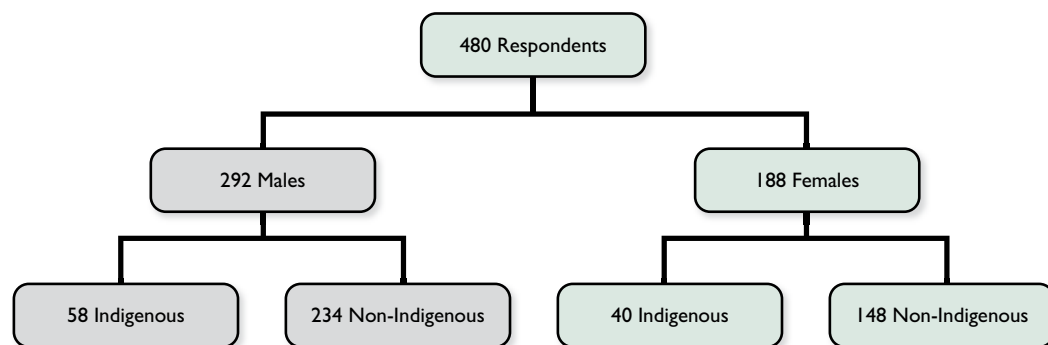 480 Respondents
292 Males
188 Females
58 Indigenous
234 Non-Indigenous
40 Indigenous
148 Non-Indigenous